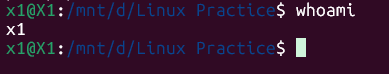 x1@X1:/mnt/d/Linux Practice$ whoami
x1
x1@X1:/mnt/d/Linux Practice$